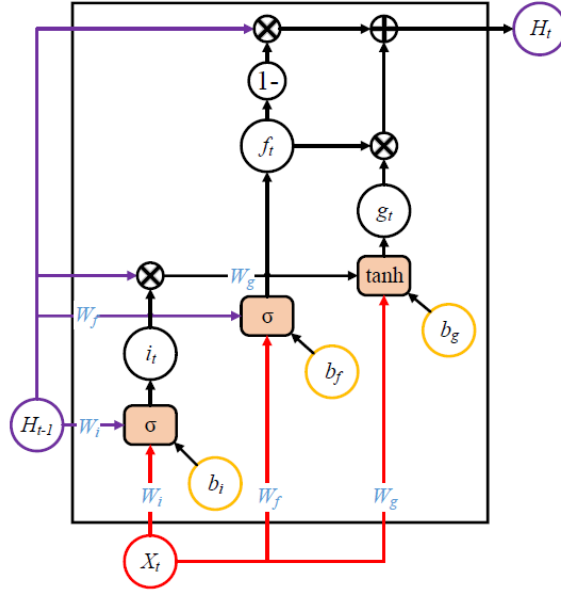 H_t
1-
f_t
g_t
W_g
tanh
W_f
σ
b_g
i_t
b_f
H_{t-1}
W_i
σ
b_i
W_i
W_f
W_g
X_t